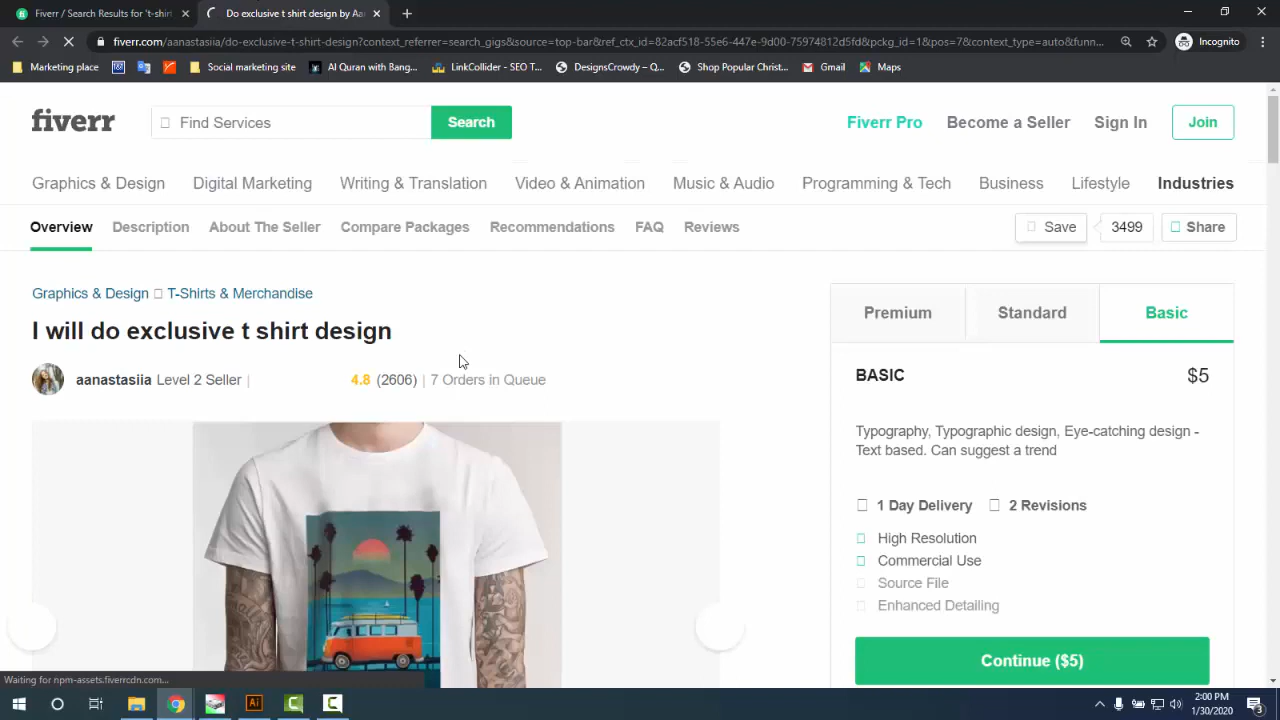 Fiverr / Search Results for 't-shirt
Do exclusive t-shirt design by Aan
Incognito
fiverr.com/aanastasiia/do-exclusive-t-shirt-design?context_referrer=search_gigs&source=top-bar&ref_ctx_id=82acf518-55e6-447e-9d00-75974812d5fd&pckg_id=1&pos=7&context_type=auto&funn...
Marketing place
Social marketing site
Al Quran with Bang...
LinkCollider - SEO T...
DesignsCrowdy – Q...
Shop Popular Christ...
Gmail
Maps
fiverr
Find Services
Search
Fiverr Pro
Become a Seller
Sign In
Join
Graphics & Design
Digital Marketing
Writing & Translation
Video & Animation
Music & Audio
Programming & Tech
Business
Lifestyle
Industries
Overview
Description
About The Seller
Compare Packages
Recommendations
FAQ
Reviews
Save
3499
Share
Graphics & Design
T-Shirts & Merchandise
I will do exclusive t shirt design
aanastasiia Level 2 Seller |
4.8 (2606) | 7 Orders in Queue
Premium
Standard
Basic
BASIC
$5
Typography, Typographic design, Eye-catching design -
Text based. Can suggest a trend
1 Day Delivery
2 Revisions
High Resolution
Commercial Use
Source File
Enhanced Detailing
Continue ($5)
Waiting for npm-assets.fiverrcdn.com...
Ai
2:00 PM
1/30/2020
3